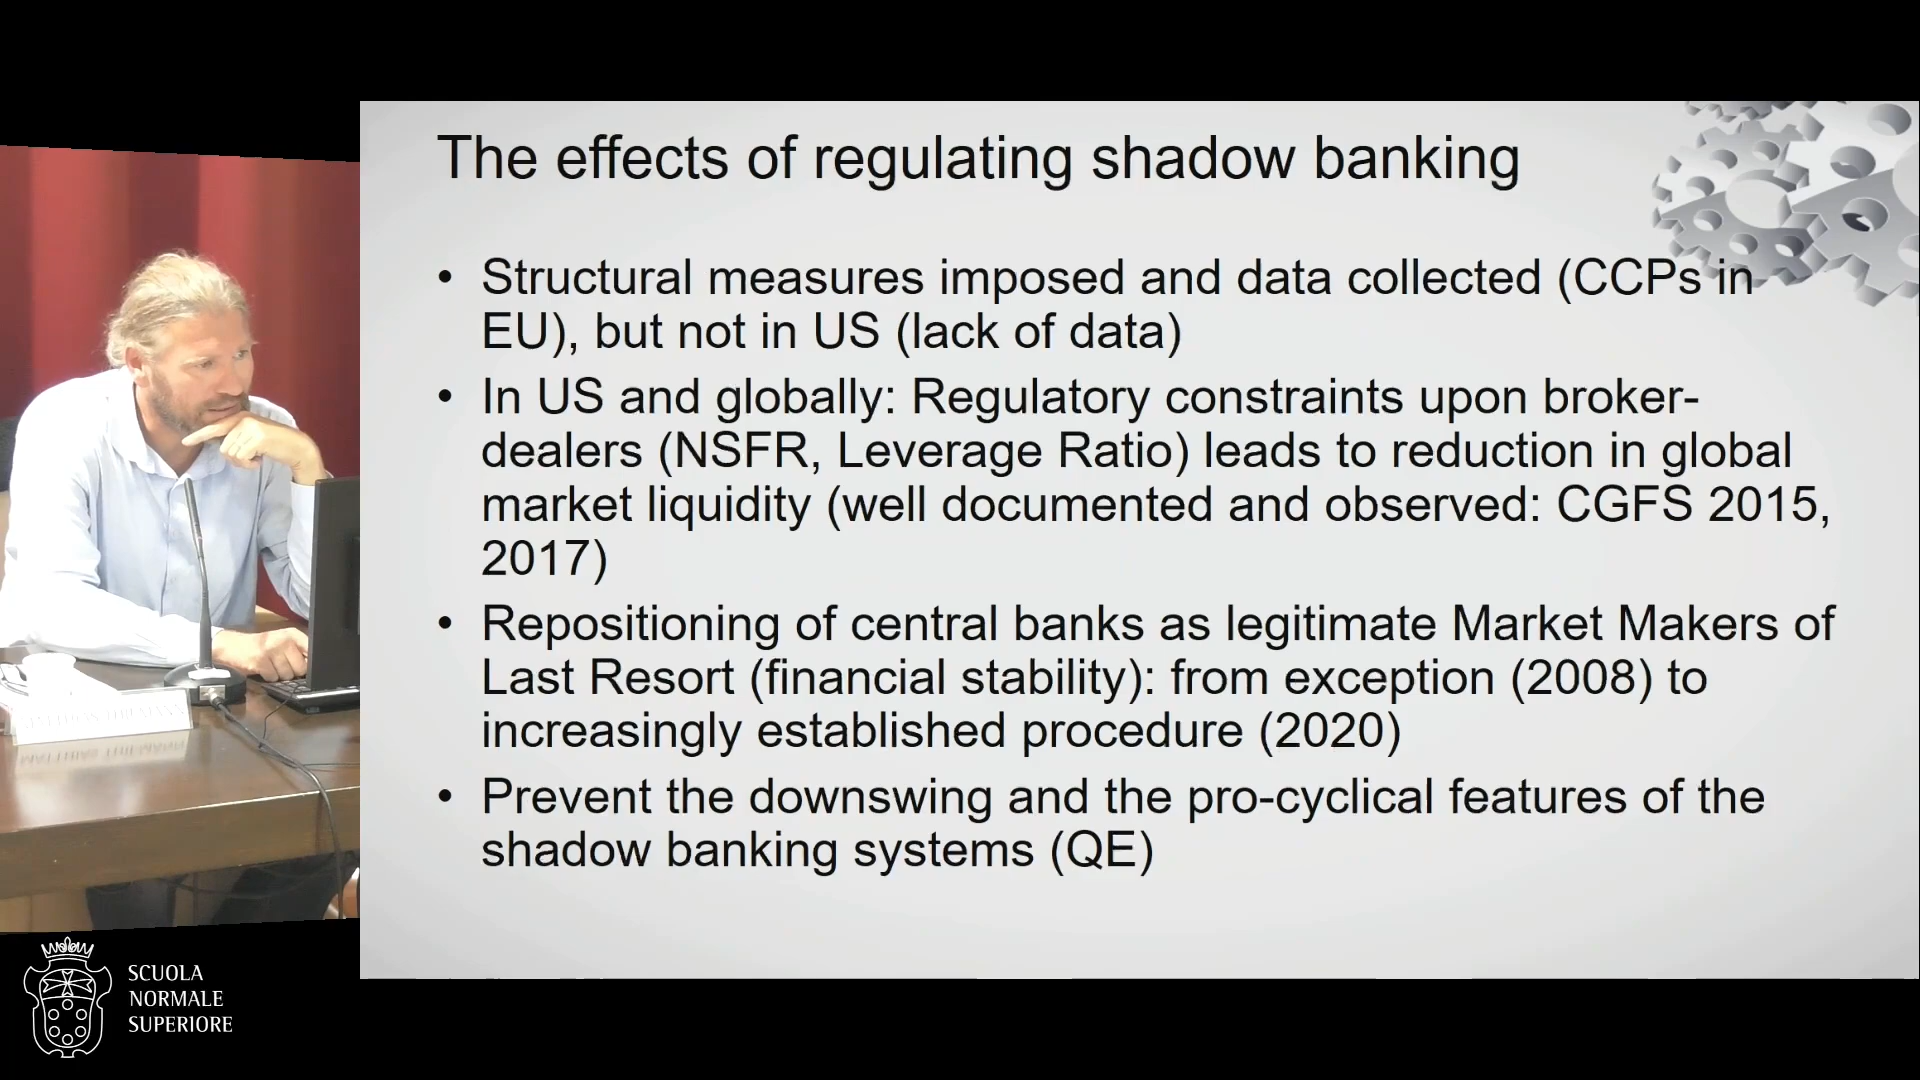 The effects of regulating shadow banking
• Structural measures imposed and data collected (CCPs in
EU), but not in US (lack of data)
• In US and globally: Regulatory constraints upon broker-
dealers (NSFR, Leverage Ratio) leads to reduction in global
market liquidity (well documented and observed: CGFS 2015,
2017)
• Repositioning of central banks as legitimate Market Makers of
Last Resort (financial stability): from exception (2008) to
increasingly established procedure (2020)
• Prevent the downswing and the pro-cyclical features of the
shadow banking systems (QE)
SCUOLA
NORMALE
SUPERIORE